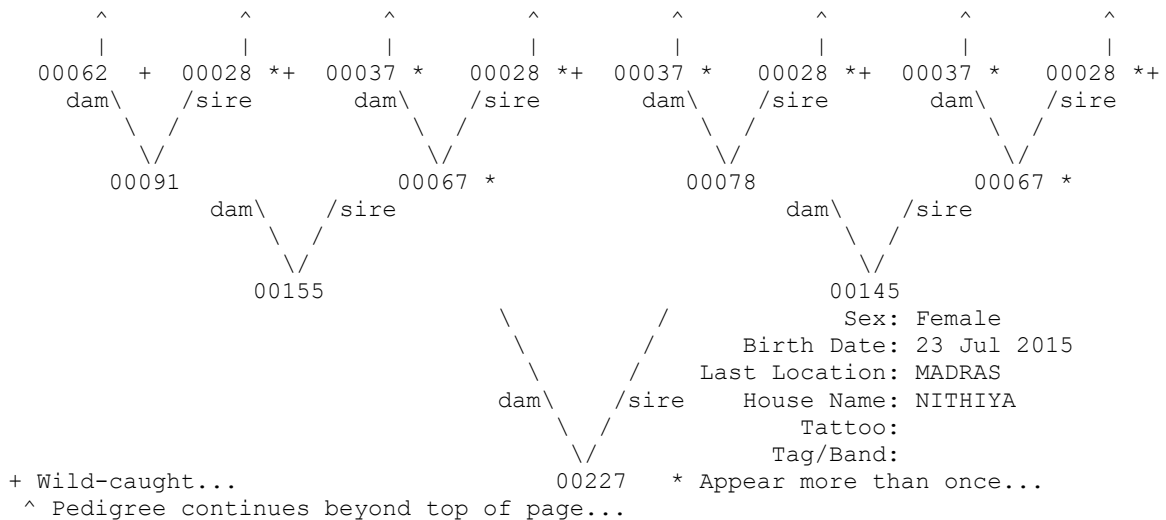 ^ ^ ^ ^ ^ ^ ^ ^
| | | | | | | |
00062 + 00028 *+ 00037 * 00028 *+ 00037 * 00028 *+ 00037 * 00028 *+
dam\ /sire dam\ /sire dam\ /sire dam\ /sire
\ / \ / \ / \ /
\/ \/ \/ \/
00091 00067 * 00078 00067 *
dam\ /sire dam\ /sire
\ / \ /
\/ \/
00155 00145
\ / Sex: Female
\ / Birth Date: 23 Jul 2015
\ / Last Location: MADRAS
dam\ /sire House Name: NITHIYA
\ / Tattoo:
\/ Tag/Band:
+ Wild-caught... 00227 * Appear more than once...
^ Pedigree continues beyond top of page...